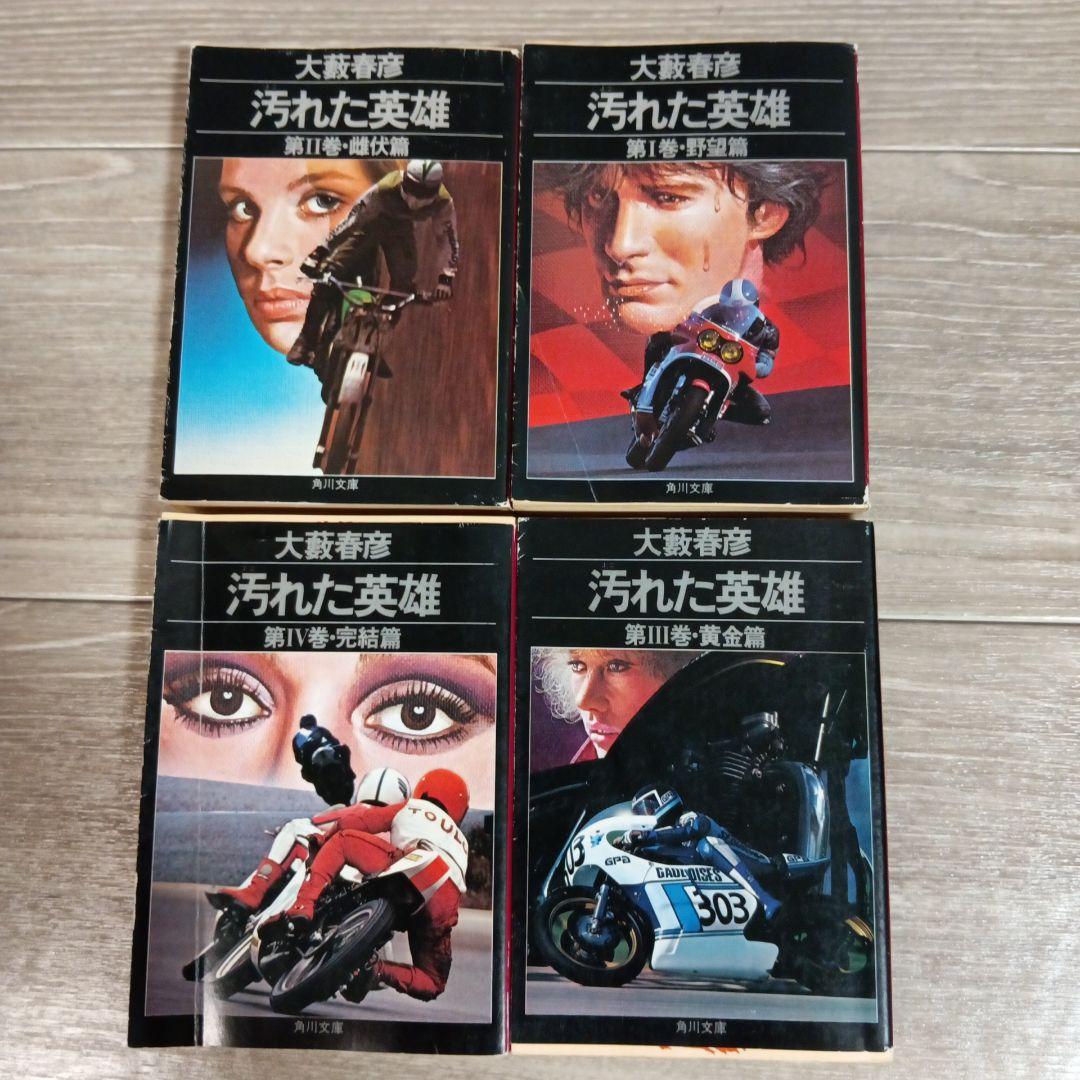 大藪春彦
汚れた英雄
第II巻・雌伏篇
角川文庫
大藪春彦
汚れた英雄
第I巻・野望篇
角川文庫
大藪春彦
汚れた英雄
第IV巻・完結篇
TOUL
角川文庫
大藪春彦
汚れた英雄
第III巻・黄金篇
03
GPA
GAULOISES
303
角川文庫